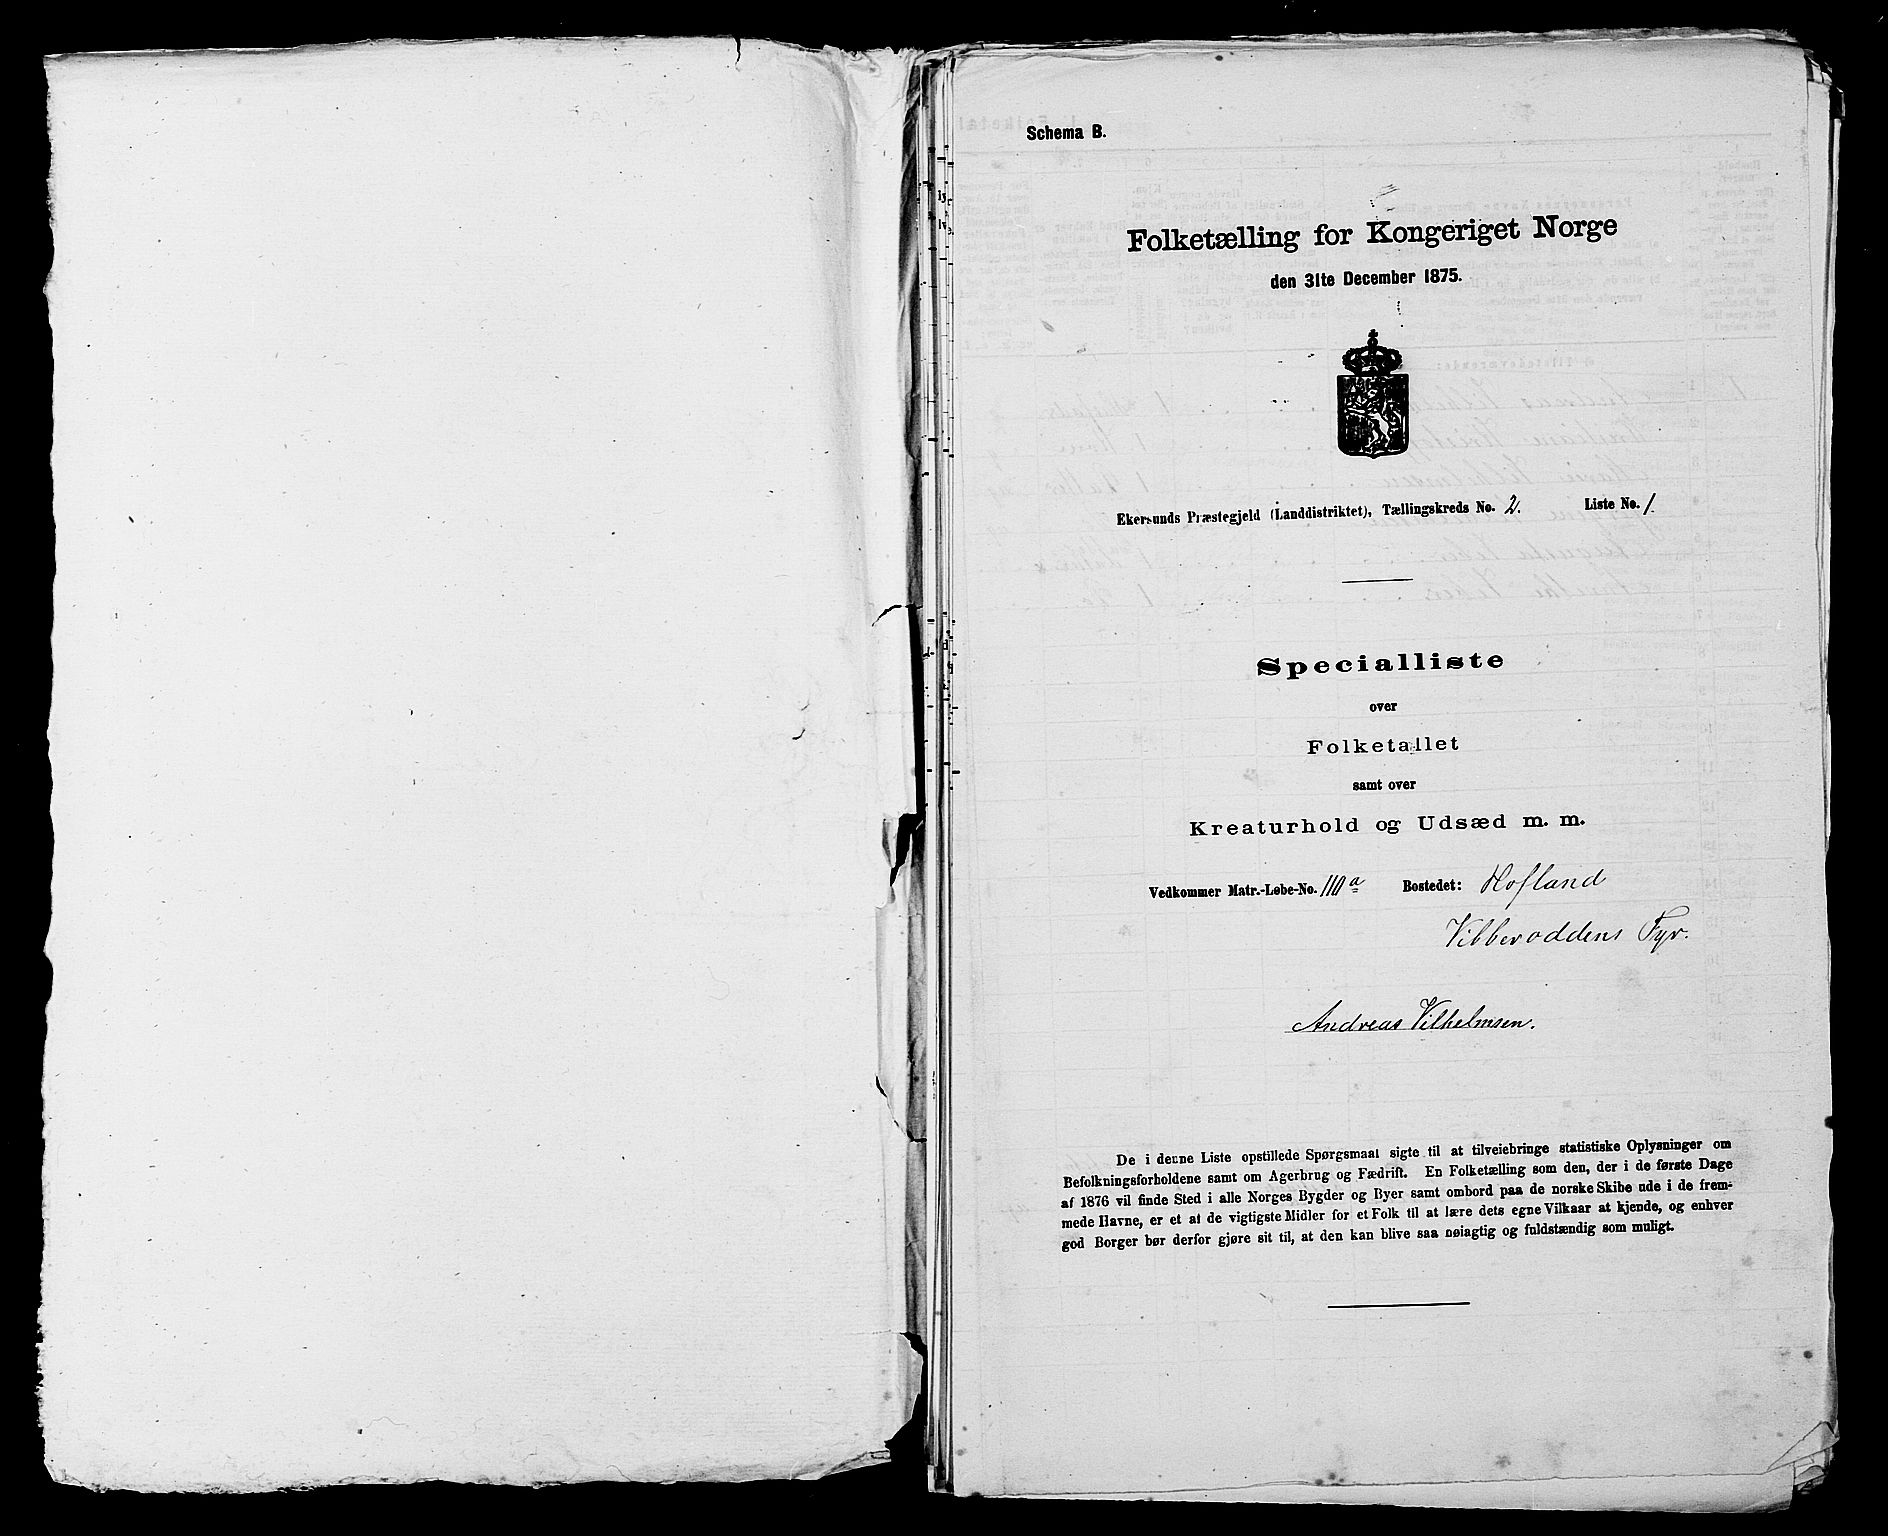 Schema B.
Folketælling for Kongeriget Norge
den 31te December 1875.
Ekersunds Præstegjeld (Landdistriktet), Tællingskreds No. 2. Liste No. 1.
Specialliste
over
Folketallet
samt over
Kreaturhold og Udsæd m. m.
Vedkommer Matr.-Løbe-No. 110a Bostedet: Hofland
Vibberoddens Fyr.
Andreas Vilhelmsen.
De i denne Liste opstillede Spørgsmaal sigte til at tilveiebringe statistiske Oplysninger om
Befolkningsforholdene samt om Agerbrug og Fædrift. En Folketælling som den, der i de første Dage
af 1876 vil finde Sted i alle Norges Bygder og Byer samt ombord paa de norske Skibe ude i de frem-
mede Havne, er et af de vigtigste Midler for et Folk til at lære dets egne Vilkaar at kjende, og enhver
god Borger bør derfor gjøre sit til, at den kan blive saa nøiagtig og fuldstændig som muligt.